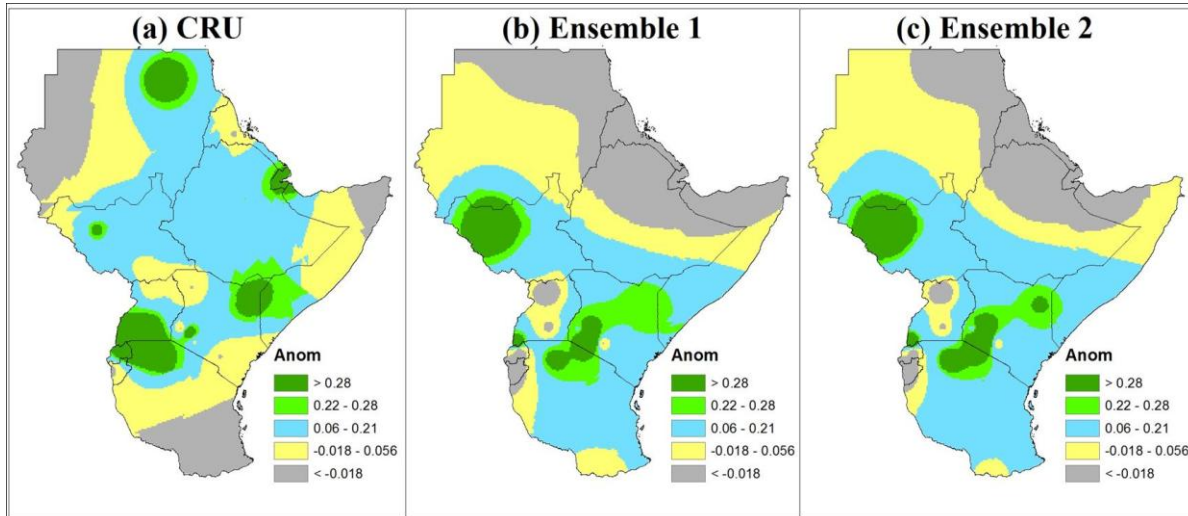 (a) CRU
(b) Ensemble 1
(c) Ensemble 2
Anom
> 0.28
0.22 - 0.28
0.06 - 0.21
-0.018 - 0.056
< -0.018
Anom
> 0.28
0.22 - 0.28
0.06 - 0.21
-0.018 - 0.056
< -0.018
Anom
> 0.28
0.22 - 0.28
0.06 - 0.21
-0.018 - 0.056
< -0.018